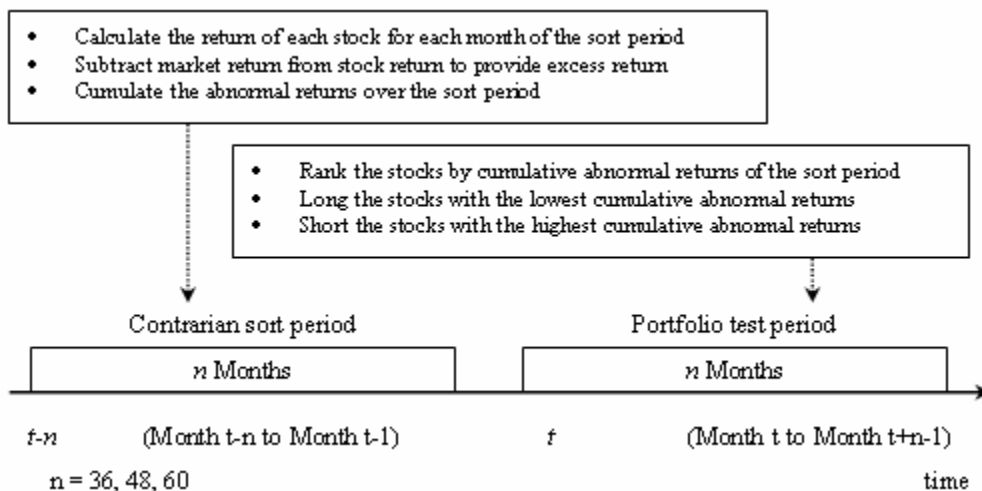 • Calculate the return of each stock for each month of the sort period
• Subtract market return from stock return to provide excess return
• Cumulate the abnormal returns over the sort period
• Rank the stocks by cumulative abnormal returns of the sort period
• Long the stocks with the lowest cumulative abnormal returns
• Short the stocks with the highest cumulative abnormal returns
Contrarian sort period
Portfolio test period
n Months
n Months
t-n
(Month t-n to Month t-1)
t
(Month t to Month t+n-1)
n = 36, 48, 60
time